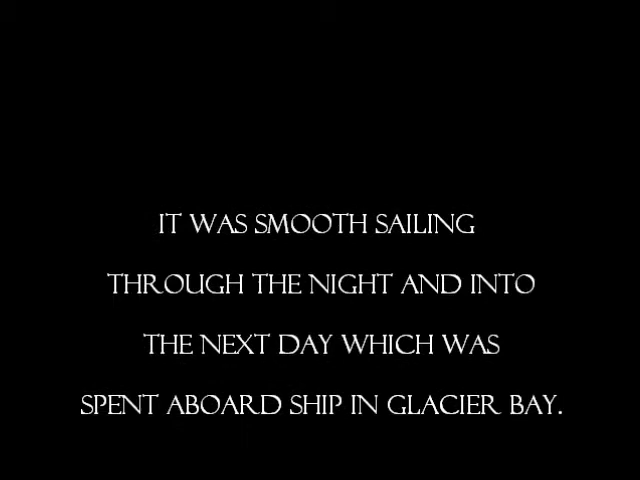 IT WAS SMOOTH SAILING
THROUGH THE NIGHT AND INTO
THE NEXT DAY WHICH WAS
SPENT ABOARD SHIP IN GLACIER BAY.